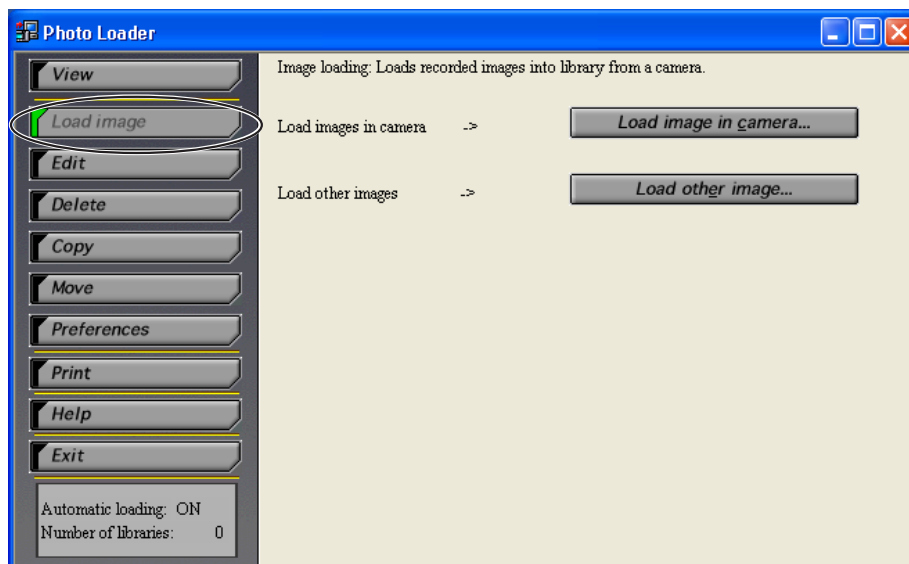 Photo Loader
View
Load image
Edit
Delete
Copy
Move
Preferences
Print
Help
Exit
Automatic loading: ON
Number of libraries: 0
Image loading: Loads recorded images into library from a camera.
Load images in camera -> Load image in camera...
Load other images -> Load other image...